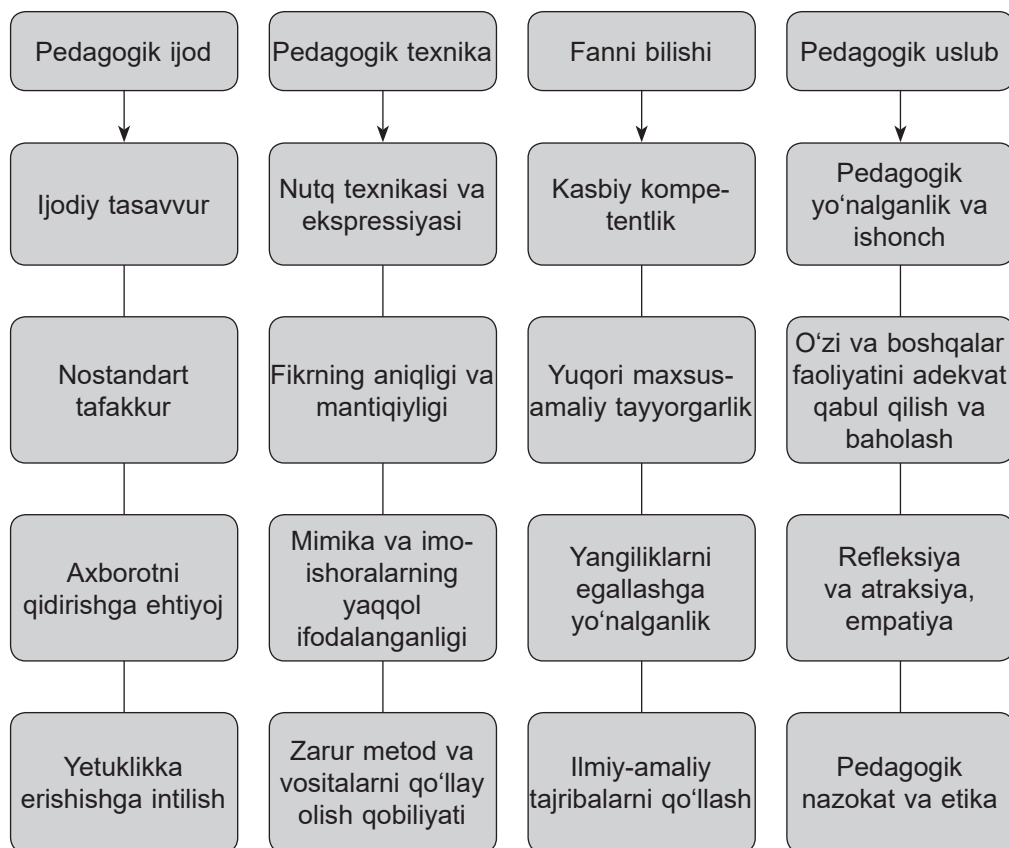 Pedagogik ijod
Pedagogik texnika
Fanni bilishi
Pedagogik uslub
Ijodiy tasavvur
Nutq texnikasi va
ekspressiyasi
Kasbiy kompe-
tentlik
Pedagogik
yo‘nalganlik va
ishonch
Nostandart
tafakkur
Fikrning aniqligi va
mantiqiyligi
Yuqori maxsus-
amaliy tayyorgarlik
O‘zi va boshqalar
faoliyatini adekvat
qabul qilish va
baholash
Axborotni
qidirishga ehtiyoj
Mimika va imo-
ishoralarning
yaqqol
ifodalanganligi
Yangiliklarni
egallashga
yo‘nalganlik
Refleksiya
va atraksiya,
empatiya
Yetuklikka
erishishga intilish
Zarur metod va
vositalarni qo‘llay
olish qobiliyati
Ilmiy-amaliy
tajribalarni qo‘llash
Pedagogik
nazokat va etika